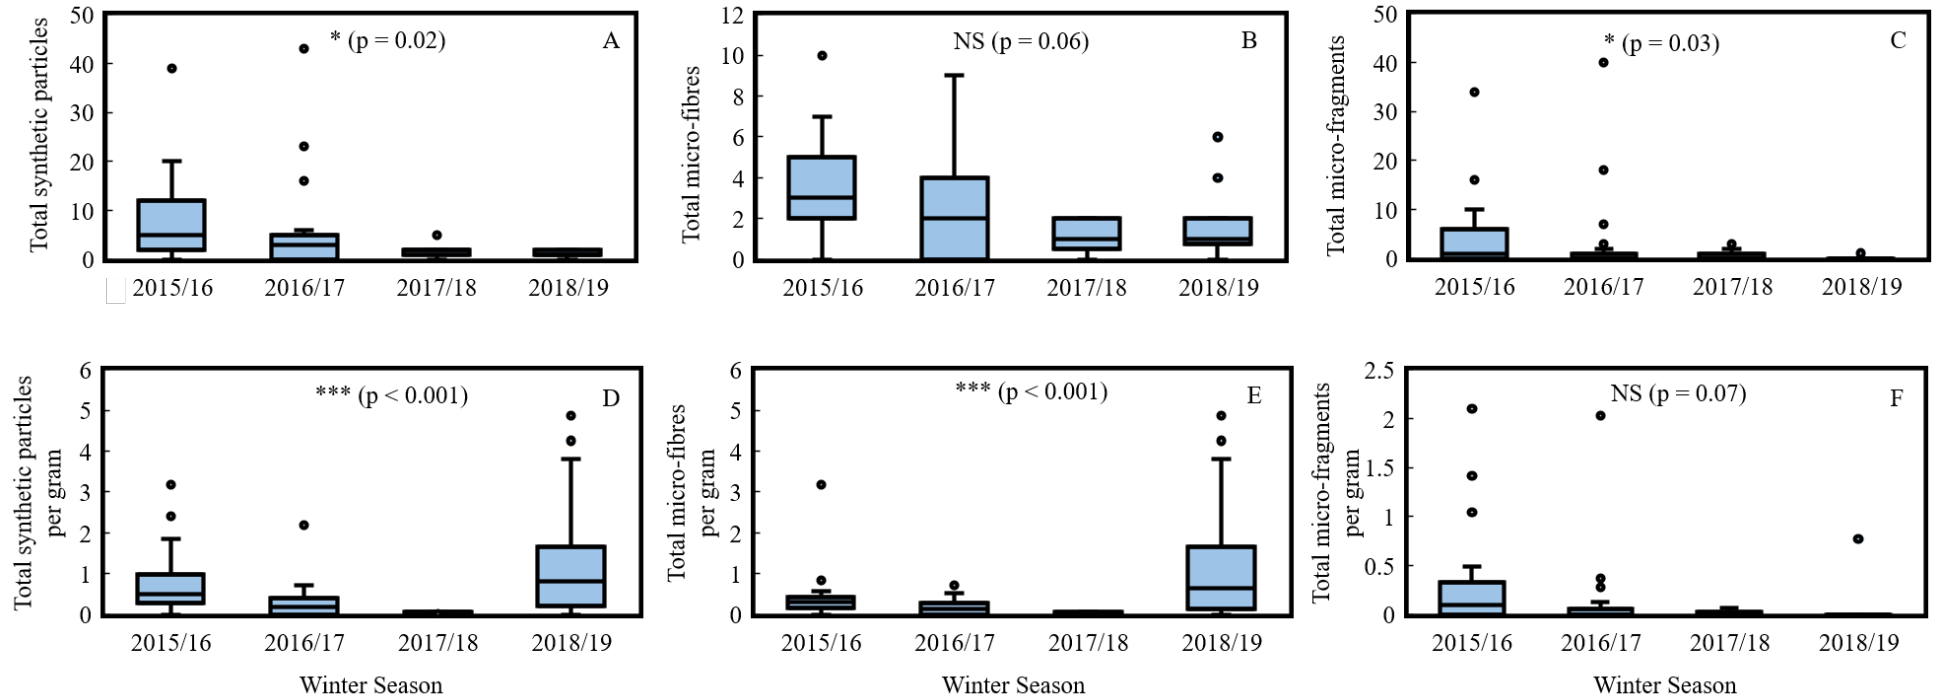 Total synthetic particles
50
40
30
20
10
0
* (p = 0.02)
A
2015/16
2016/17
2017/18
2018/19
Total micro-fibres
12
10
8
6
4
2
0
NS (p = 0.06)
B
2015/16
2016/17
2017/18
2018/19
Total micro-fragments
50
40
30
20
10
0
* (p = 0.03)
C
2015/16
2016/17
2017/18
2018/19
Total synthetic particles
per gram
6
5
4
3
2
1
0
*** (p < 0.001)
D
2015/16
2016/17
2017/18
2018/19
Winter Season
Total micro-fibres
per gram
6
5
4
3
2
1
0
*** (p < 0.001)
E
2015/16
2016/17
2017/18
2018/19
Winter Season
Total micro-fragments
per gram
2.5
2
1.5
1
0.5
0
NS (p = 0.07)
F
2015/16
2016/17
2017/18
2018/19
Winter Season